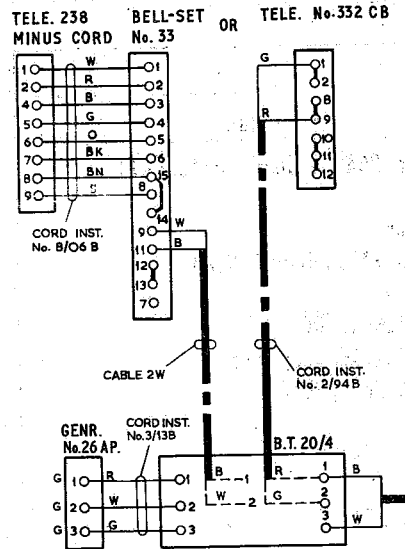 TELE. 238
MINUS CORD
BELL-SET
No. 33
OR
TELE. No. 332 CB
1 W 1
2 R 2
4 B 3
5 G 4
6 O 5
7 BK 6
8 BN 15
9 S 8
14
9 W
11 B
12
13
7
G 1
2
8
R 9
10
11
12
CORD INST.
No. 8/06 B
CABLE 2W
CORD INST.
No. 2/94 B
GENR.
No. 26 AP.
CORD INST.
No. 3/13B
B.T. 20/4
G 1 R 1
G 2 W 2
G 3 G 3
B 1
W 2
R 1 B
G 2
3 W